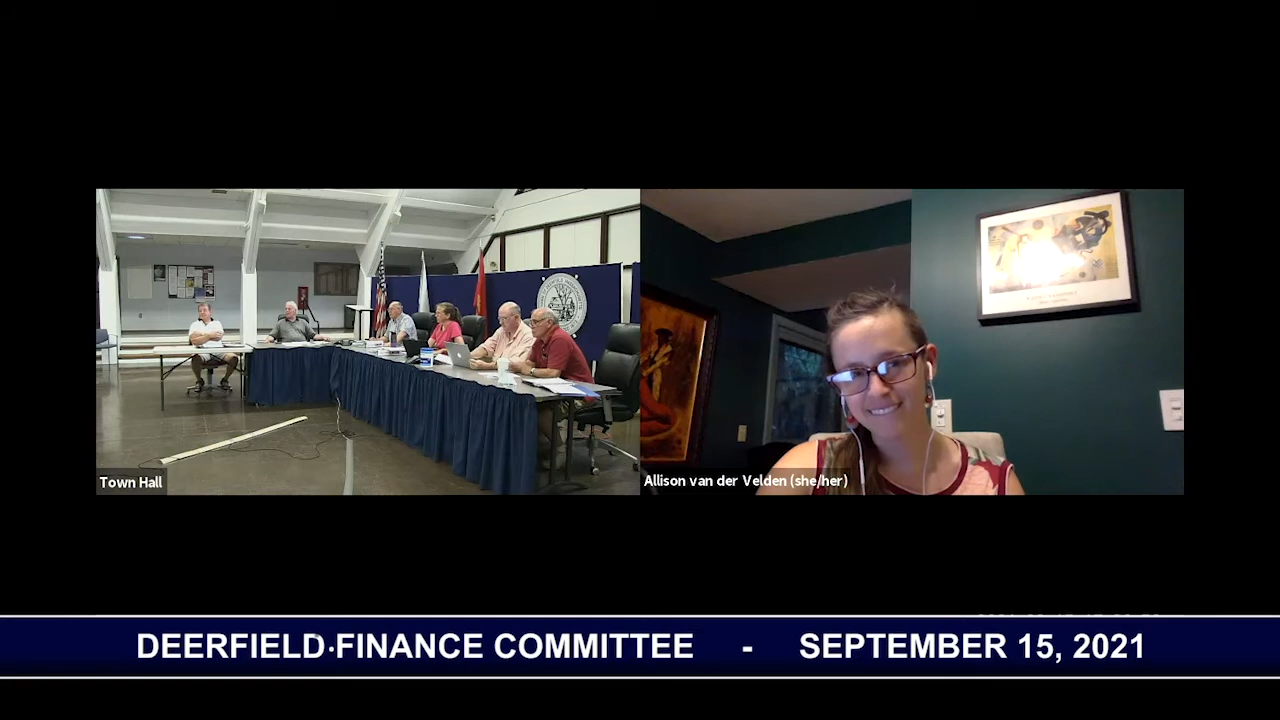 Town Hall
Allison van der Velden (she/her)
DEERFIELD FINANCE COMMITTEE - SEPTEMBER 15, 2021